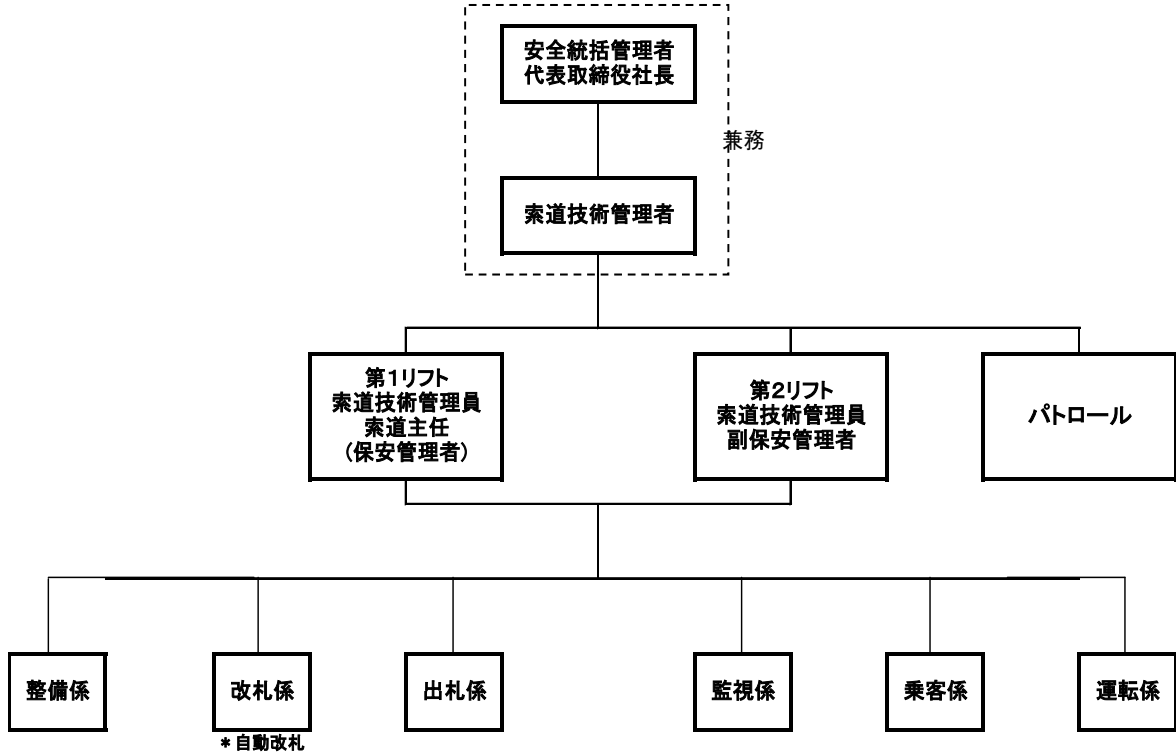 安全統括管理者
代表取締役社長
兼務
索道技術管理者
第1リフト
索道技術管理員
索道主任
(保安管理者)
第2リフト
索道技術管理員
副保安管理者
パトロール
整備係
改札係
出札係
監視係
乗客係
運転係
*自動改札